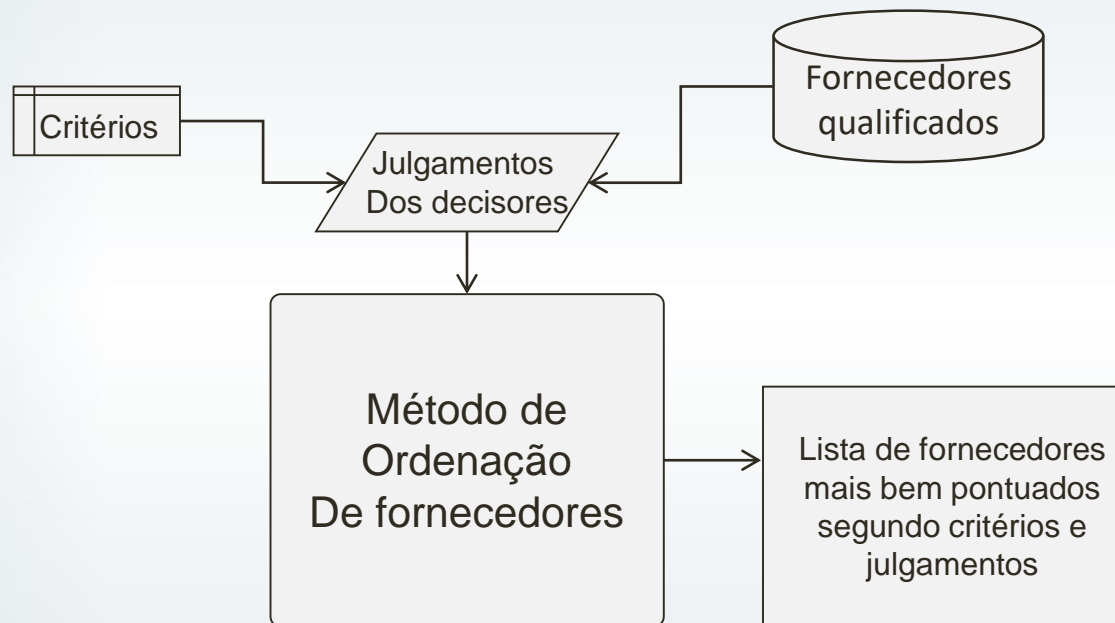 Fornecedores
qualificados
Critérios
Julgamentos
Dos decisores
Método de
Ordenação
De fornecedores
Lista de fornecedores
mais bem pontuados
segundo critérios e
julgamentos